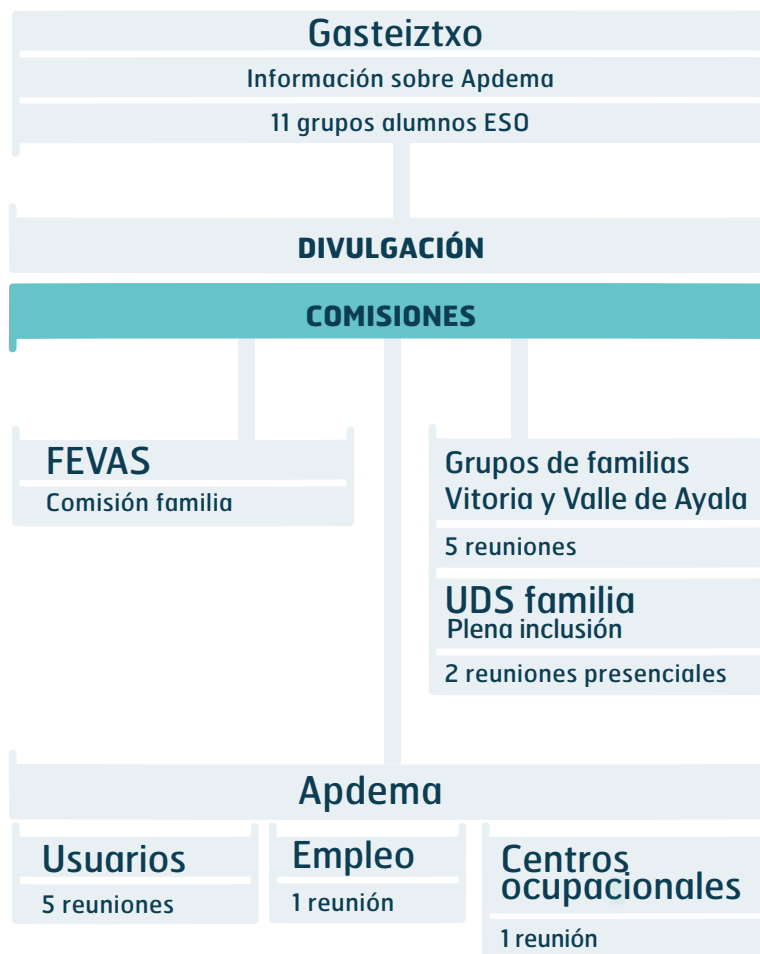 Gasteiztxo
Información sobre Apdema
11 grupos alumnos ESO
DIVULGACIÓN
COMISIONES
FEVAS
Comisión familia
Grupos de familias
Vitoria y Valle de Ayala
5 reuniones
UDS familia
Plena inclusión
2 reuniones presenciales
Apdema
Usuarios
5 reuniones
Empleo
1 reunión
Centros
ocupacionales
1 reunión